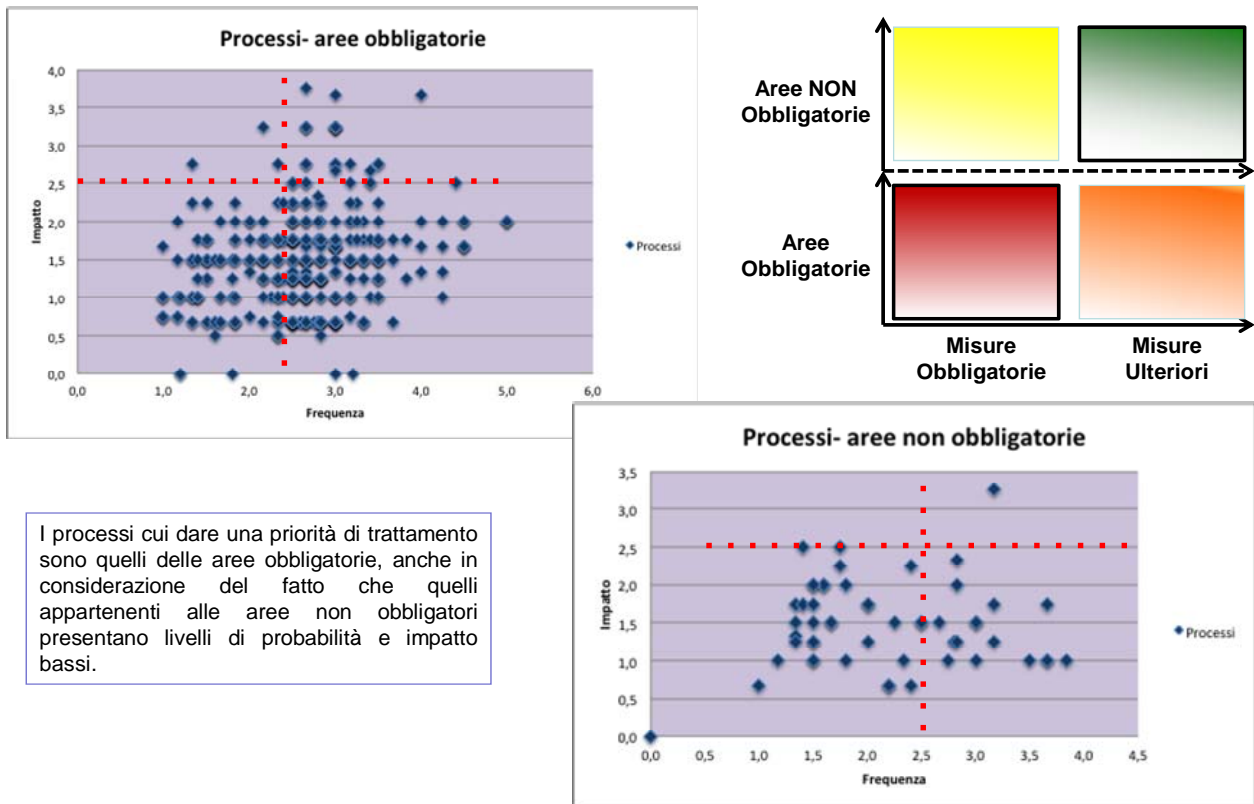 Processi- aree obbligatorie
4,0
3,5
3,0
2,5
2,0
1,5
1,0
0,5
0,0
Impatto
0,0
1,0
2,0
3,0
4,0
5,0
6,0
Frequenza
Processi
Aree NON
Obbligatorie
Aree
Obbligatorie
Misure
Obbligatorie
Misure
Ulteriori
Processi- aree non obbligatorie
3,5
3,0
2,5
2,0
1,5
1,0
0,5
0,0
Impatto
0,0
0,5
1,0
1,5
2,0
2,5
3,0
3,5
4,0
4,5
Frequenza
Processi
I processi cui dare una priorità di trattamento
sono quelli delle aree obbligatorie, anche in
considerazione del fatto che quelli
appartenenti alle aree non obbligatori
presentano livelli di probabilità e impatto
bassi.